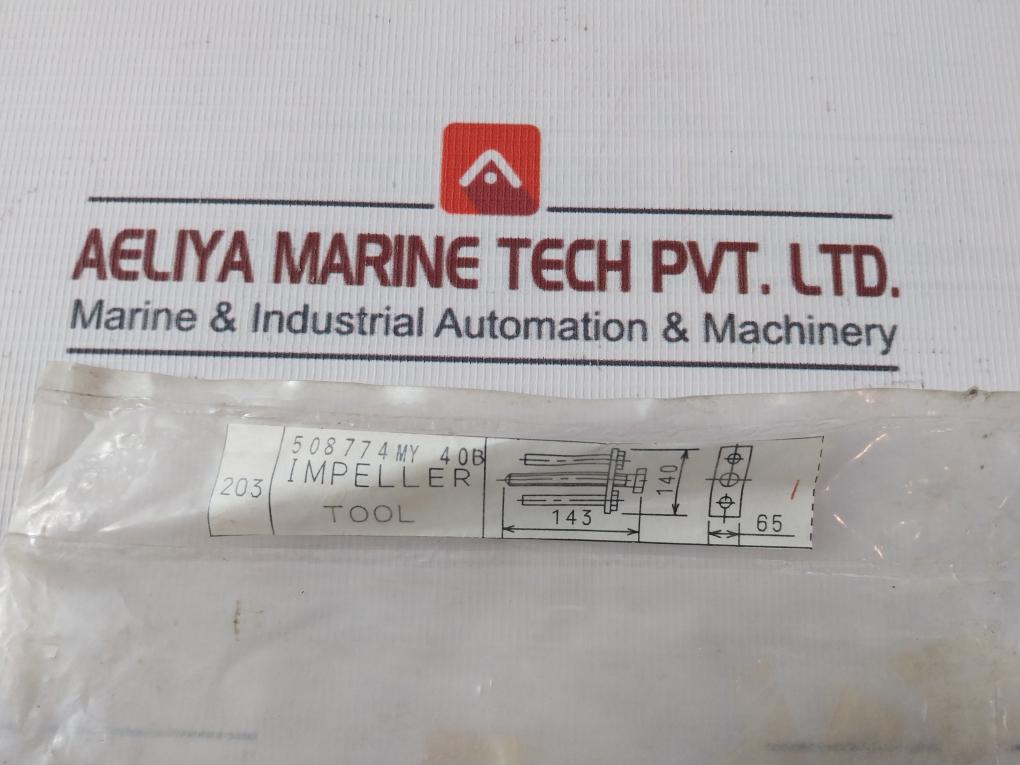 AELIYA MARINE TECH PVT. LTD.
Marine & Industrial Automation & Machinery
203
508774MY 40B
IMPELLER
TOOL
143
140
65